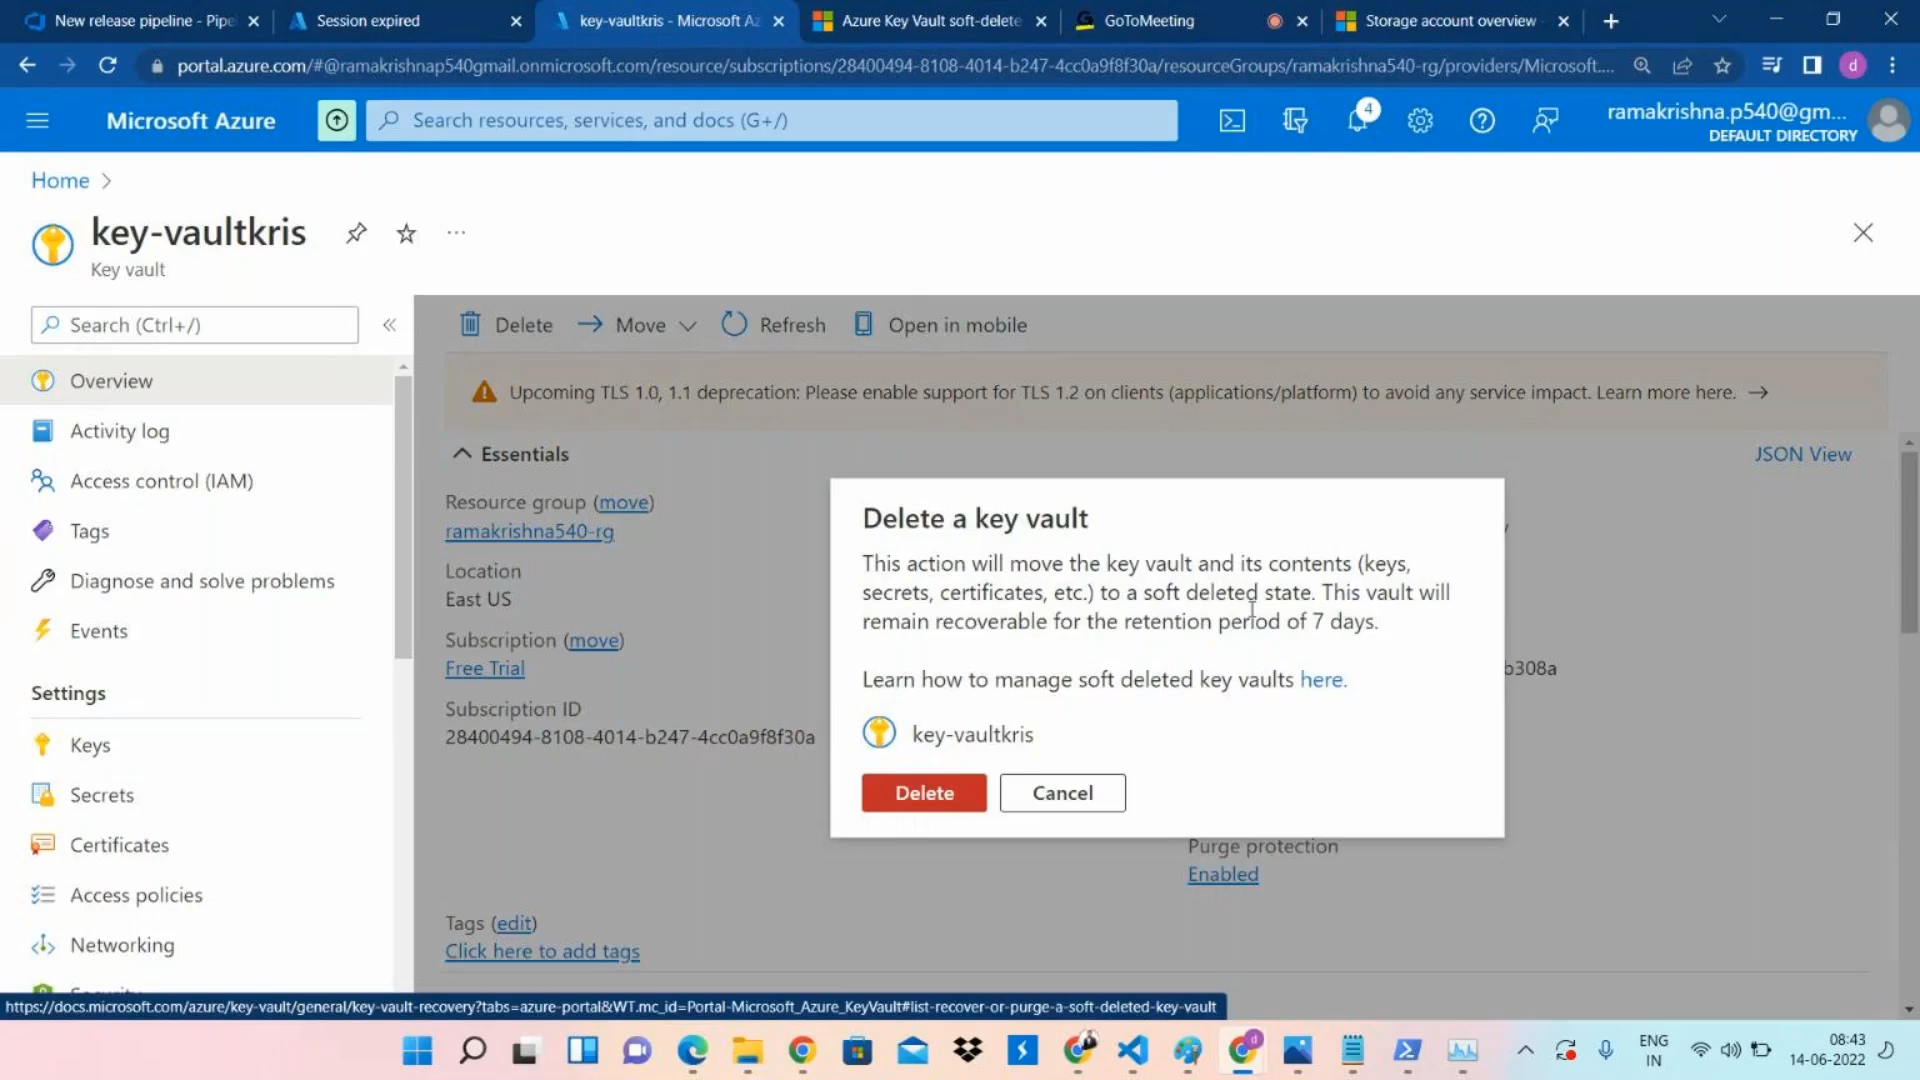 New release pipeline - Pipe
Session expired
key-vaultkris - Microsoft Az
Azure Key Vault soft-delete
GoToMeeting
Storage account overview
portal.azure.com/#@ramakrishnap540gmail.onmicrosoft.com/resource/subscriptions/28400494-8108-4014-b247-4cc0a9f8f30a/resourceGroups/ramakrishna540-rg/providers/Microsoft....
d
Microsoft Azure
Search resources, services, and docs (G+/)
4
ramakrishna.p540@gm...
DEFAULT DIRECTORY
Home
key-vaultkris
Key vault
Search (Ctrl+/)
Overview
Activity log
Access control (IAM)
Tags
Diagnose and solve problems
Events
Settings
Keys
Secrets
Certificates
Access policies
Networking
Delete
Move
Refresh
Open in mobile
Upcoming TLS 1.0, 1.1 deprecation: Please enable support for TLS 1.2 on clients (applications/platform) to avoid any service impact. Learn more here.
Essentials
JSON View
Resource group (move)
ramakrishna540-rg
Location
East US
Subscription (move)
Free Trial
Subscription ID
28400494-8108-4014-b247-4cc0a9f8f30a
b308a
Delete a key vault
This action will move the key vault and its contents (keys,
secrets, certificates, etc.) to a soft deleted state. This vault will
remain recoverable for the retention period of 7 days.
Learn how to manage soft deleted key vaults here.
key-vaultkris
Delete
Cancel
Purge protection
Enabled
Tags (edit)
Click here to add tags
https://docs.microsoft.com/azure/key-vault/general/key-vault-recovery?tabs=azure-portal&WT.mc_id=Portal-Microsoft_Azure_KeyVault#list-recover-or-purge-a-soft-deleted-key-vault
d
ENG
IN
08:43
14-06-2022